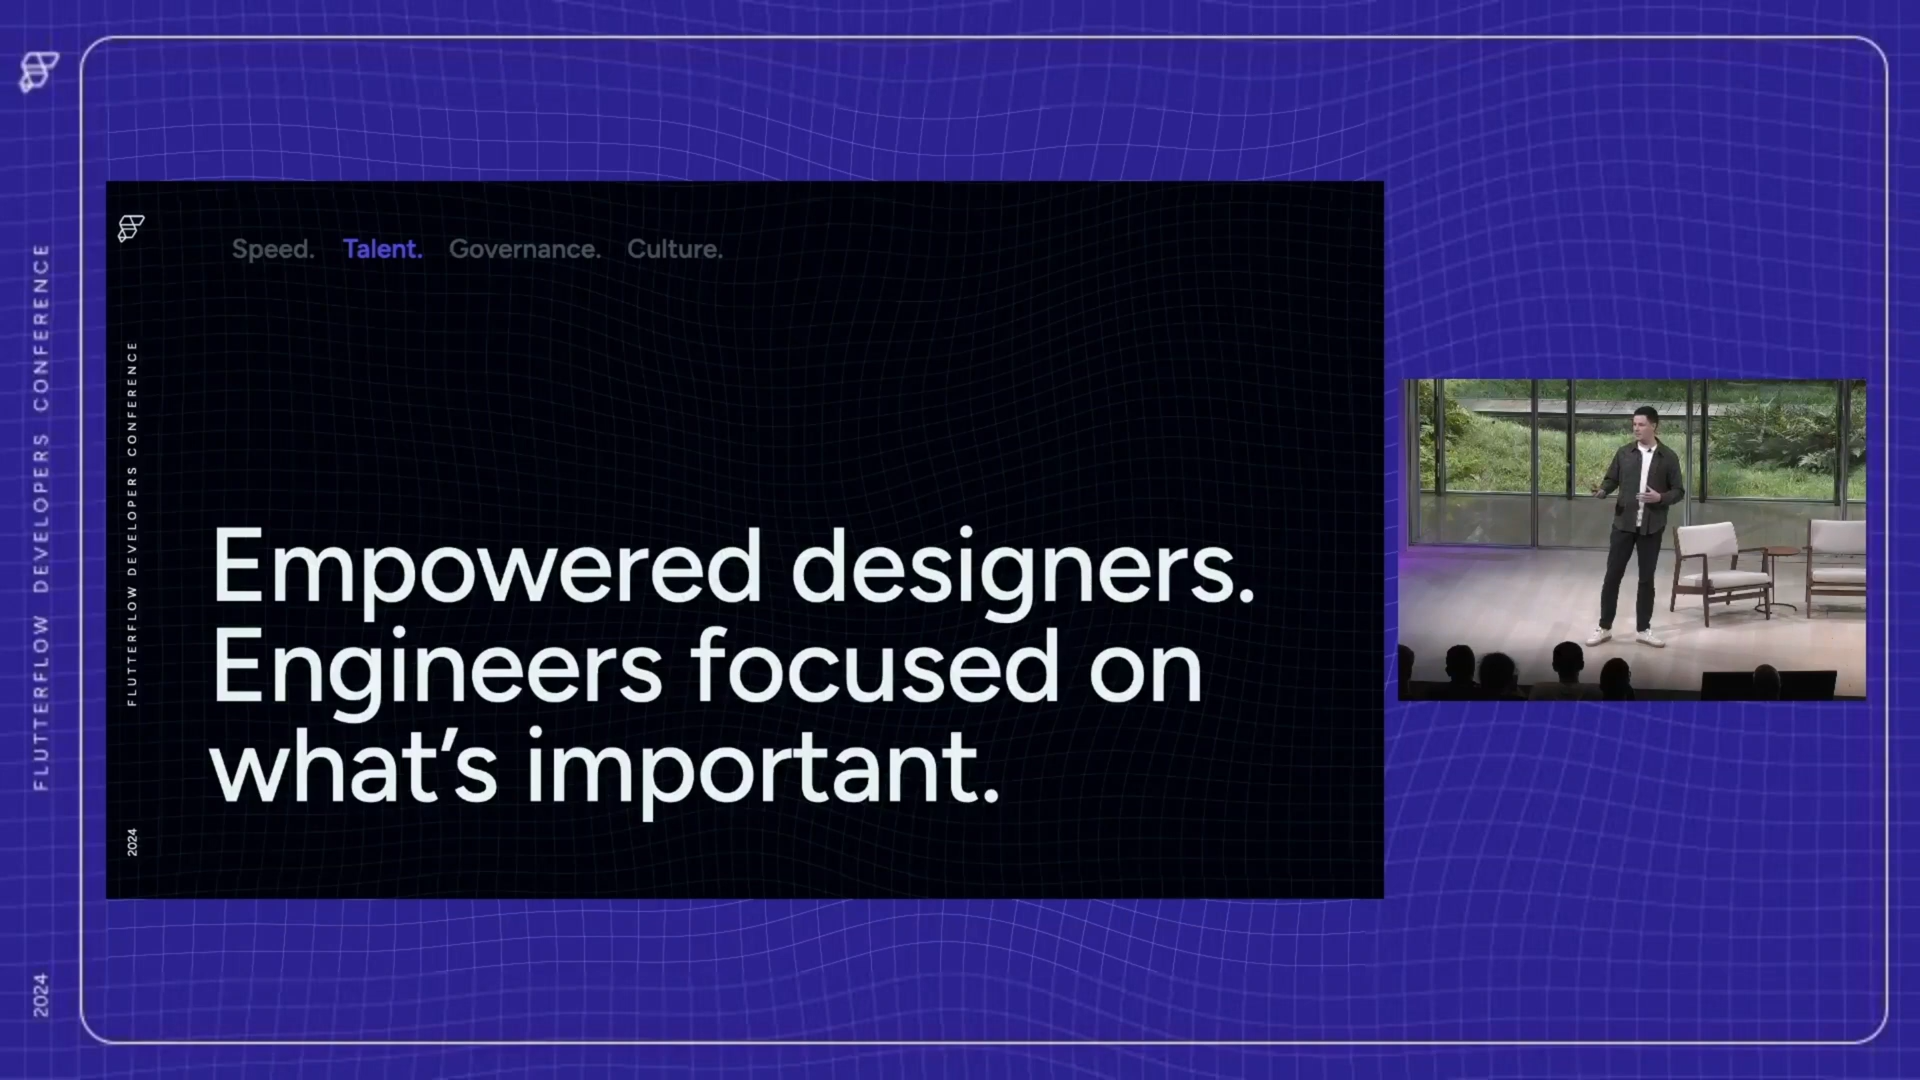 FLUTTERFLOW DEVELOPERS CONFERENCE
2024
Speed. Talent. Governance. Culture.
FLUTTERFLOW DEVELOPERS CONFERENCE
2024
Empowered designers.
Engineers focused on
what’s important.